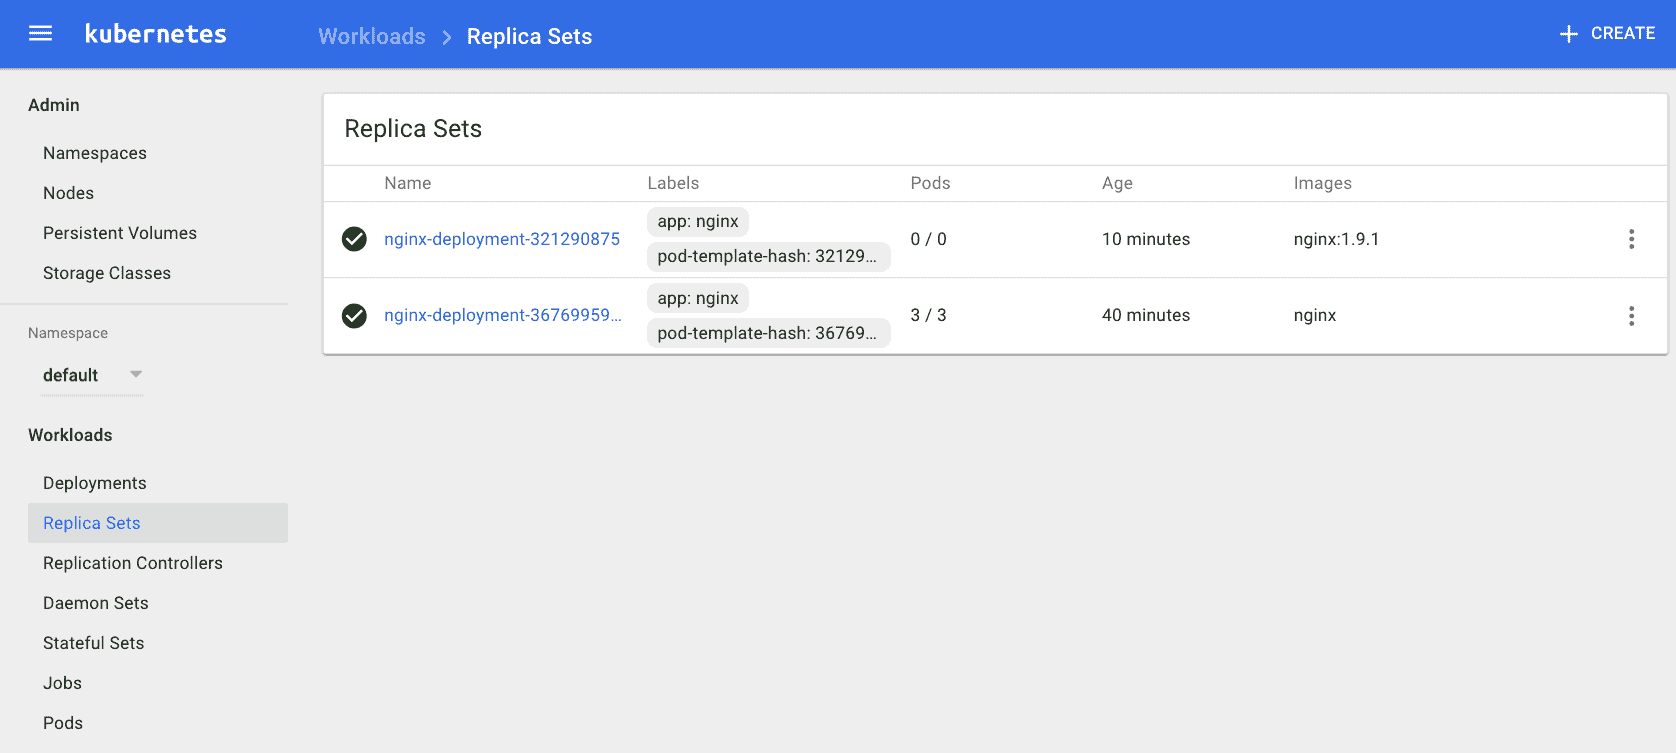 kubernetes
Workloads > Replica Sets
+ CREATE
Admin
Namespaces
Nodes
Persistent Volumes
Storage Classes
Namespace
default
Workloads
Deployments
Replica Sets
Replication Controllers
Daemon Sets
Stateful Sets
Jobs
Pods
Replica Sets
Name Labels Pods Age Images
app: nginx
nginx-deployment-321290875 0 / 0 10 minutes nginx:1.9.1
pod-template-hash: 32129...
app: nginx
nginx-deployment-36769959... 3 / 3 40 minutes nginx
pod-template-hash: 36769...